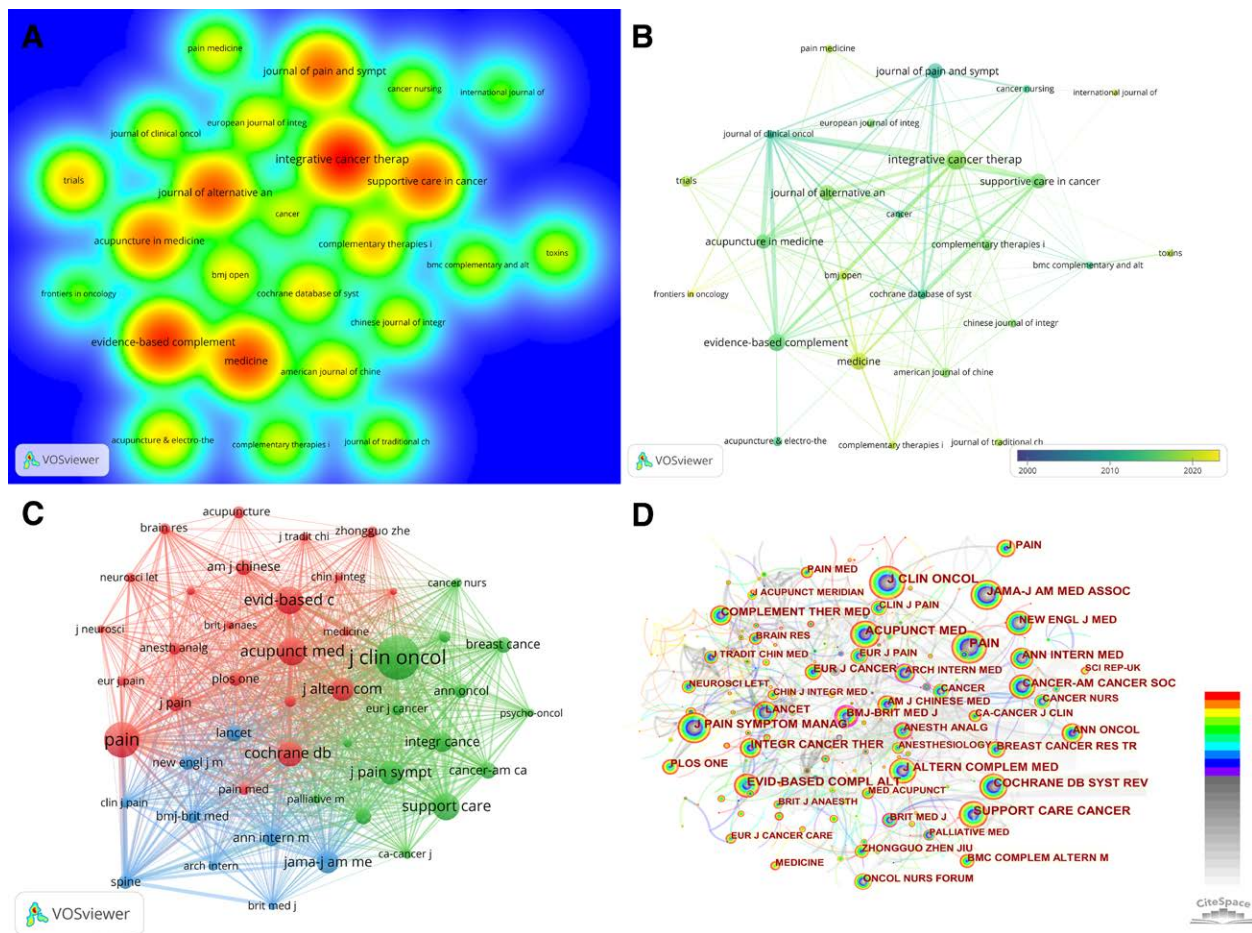 A
pain medicine
journal of pain and sympt
cancer nursing
international journal of
european journal of integ
journal of clinical oncol
integrative cancer therap
trials
supportive care in cancer
journal of alternative an
cancer
acupuncture in medicine
complementary therapies i
bmc complementary and alt
toxins
bmj open
frontiers in oncology
cochrane database of syst
chinese journal of integr
evidence-based complement
medicine
american journal of chine
acupuncture & electro-the
complementary therapies i
journal of traditional ch
VOSviewer
B
pain medicine
journal of pain and sympt
cancer nursing
international journal of
european journal of integ
journal of clinical oncol
integrative cancer therap
trials
supportive care in cancer
journal of alternative an
cancer
acupuncture in medicine
complementary therapies i
bmc complementary and alt
toxins
bmj open
frontiers in oncology
cochrane database of syst
chinese journal of integr
evidence-based complement
medicine
american journal of chine
acupuncture & electro-the
complementary therapies i
journal of traditional ch
VOSviewer
2000
2010
2020
C
acupuncture
brain res
j tradit chi
zhongguo zhe
am j chinese
neurosci let
chin j integ
cancer nurs
evid-based c
j neurosci
brit j anaes
medicine
anesth analg
acupunct med
breast cance
j clin oncol
eur j pain
plos one
j altern com
ann oncol
j pain
eur j cancer
psycho-oncol
pain
lancet
cochrane db
integr cance
new engl j m
j pain sympt
cancer-am ca
pain med
clin j pain
palliative m
support care
bmj-brit med
ann intern m
arch intern
jama-j am me
ca-cancer j
spine
brit med j
VOSviewer
D
J PAIN
PAIN MED
J CLIN ONCOL
J ACUPUNCT MERIDIAN
JAMA-J AM MED ASSOC
CLIN J PAIN
COMPLEMENT THER MED
NEW ENGL J MED
ACUPUNCT MED
BRAIN RES
PAIN
J TRADIT CHIN MED
EUR J PAIN
ANN INTERN MED
EUR J CANCER
ARCH INTERN MED
SCI REP-UK
NEUROSCI LETT
CANCER-AM CANCER SOC
CHIN J INTEGR MED
CANCER
CANCER NURS
AM J CHINESE MED
LANCET
BMJ-BRIT MED J
CA-CANCER J CLIN
J PAIN SYMPTOM MANAG
ANESTH ANALG
ANN ONCOL
INTEGR CANCER THER
ANESTHESIOLOGY
BREAST CANCER RES TR
PLOS ONE
J ALTERN COMPLEM MED
EVID-BASED COMPL ALT
COCHRANE DB SYST REV
MED ACUPUNCT
BRIT J ANAESTH
SUPPORT CARE CANCER
BRIT MED J
EUR J CANCER CARE
PALLIATIVE MED
ZHONGGUO ZHEN JIU
MEDICINE
BMC COMPLEM ALTERN M
ONCOL NURS FORUM
CiteSpace